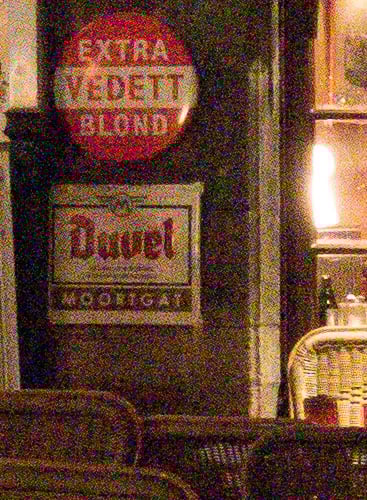 EXTRA
VEDETT
BLOND
M
Duvel
MOORTGAT